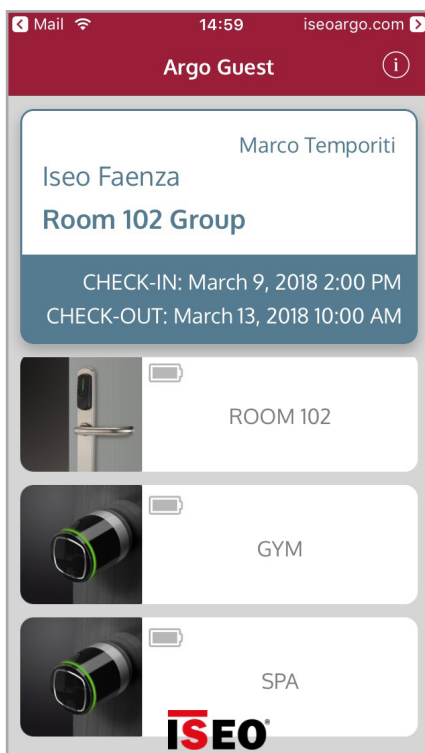 Mail 14:59 iseoargo.com
Argo Guest i
Marco Temporiti
Iseo Faenza
Room 102 Group
CHECK-IN: March 9, 2018 2:00 PM
CHECK-OUT: March 13, 2018 10:00 AM
ROOM 102
GYM
SPA
ISEO®